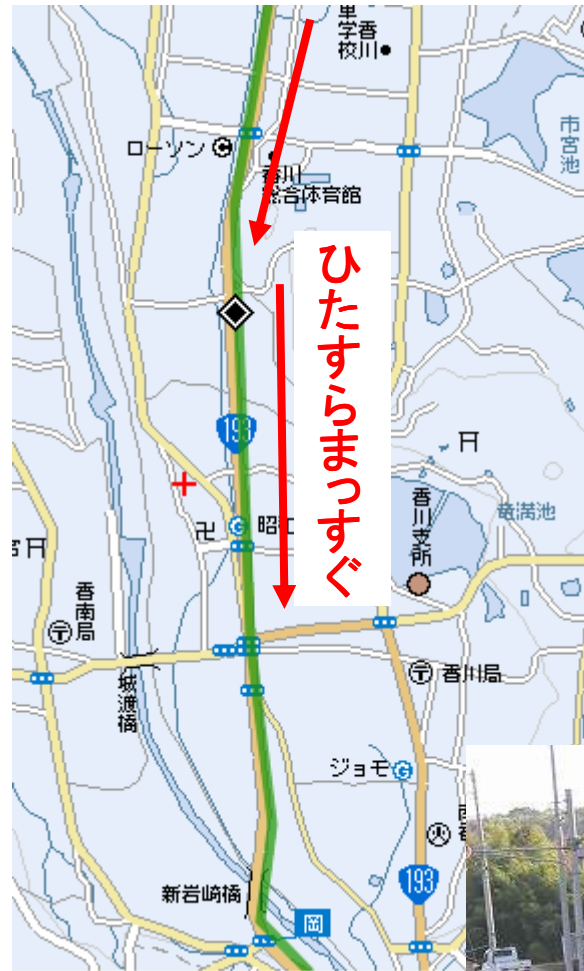 香川
学校
市宮池
ローソン
香川
総合体育館
ひたすらまっすぐ
193
香川支所
竜満池
昭和
宮
香南局
城渡橋
香川局
ジョモ
193
新岩崎橋
岡